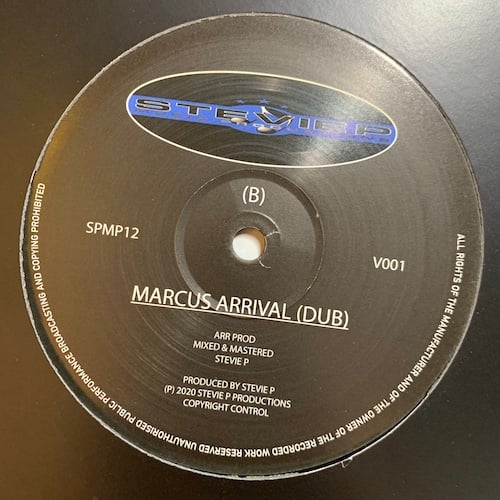 STEVIE P
(B)
SPMP12
V001
MARCUS ARRIVAL (DUB)
ARR PROD
MIXED & MASTERED
STEVIE P
PRODUCED BY STEVIE P
(P) 2020 STEVIE P PRODUCTIONS
COPYRIGHT CONTROL
ALL RIGHTS OF THE MANUFACTURER AND OF THE OWNER OF THE RECORDED WORK RESERVED UNAUTHORISED PUBLIC PERFORMANCE BROADCASTING AND COPYING PROHIBITED